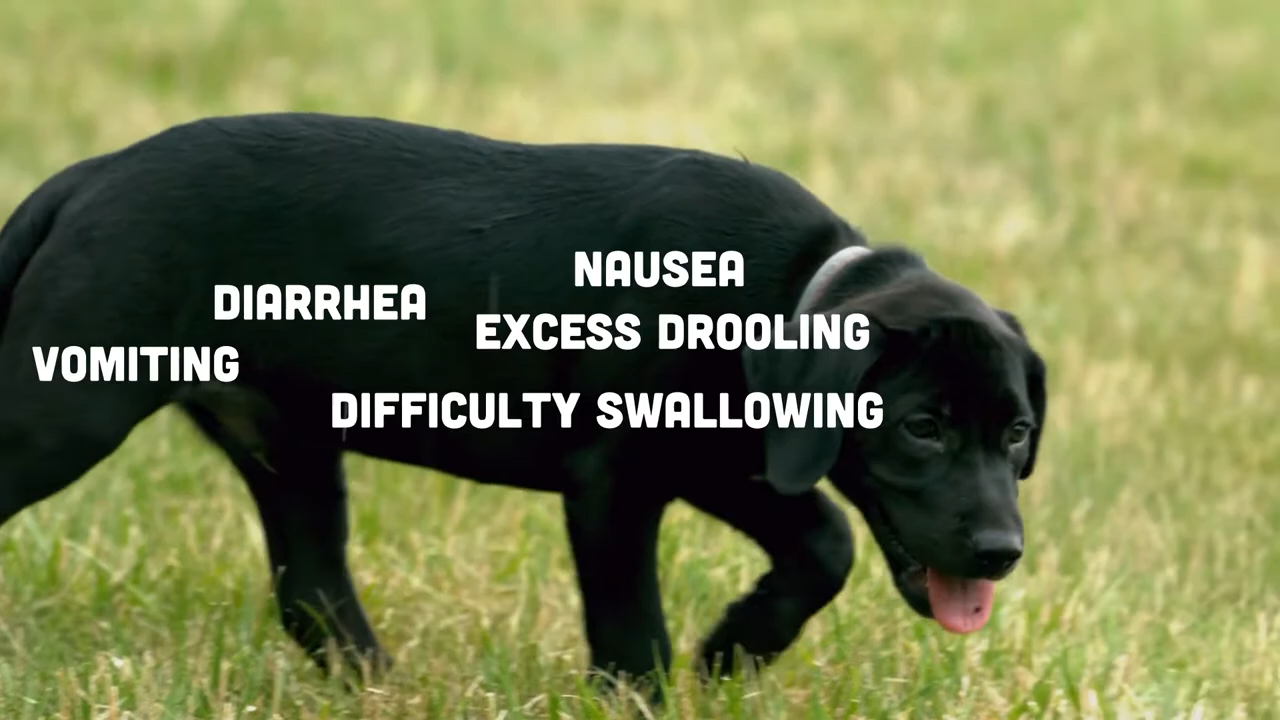 NAUSEA
DIARRHEA
EXCESS DROOLING
VOMITING
DIFFICULTY SWALLOWING